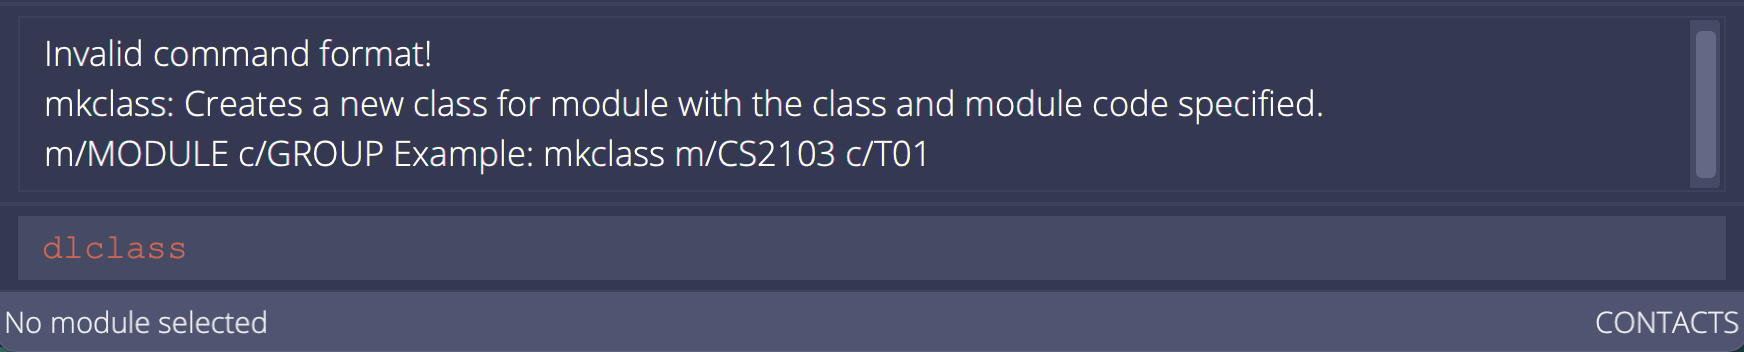 Invalid command format!
mkclass: Creates a new class for module with the class and module code specified.
m/MODULE c/GROUP Example: mkclass m/CS2103 c/T01
dlclass
No module selected
CONTACTS